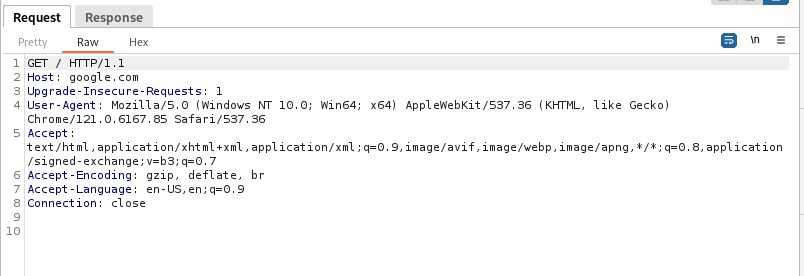 Request Response
Pretty Raw Hex \n
1 GET / HTTP/1.1
2 Host: google.com
3 Upgrade-Insecure-Requests: 1
4 User-Agent: Mozilla/5.0 (Windows NT 10.0; Win64; x64) AppleWebKit/537.36 (KHTML, like Gecko)
Chrome/121.0.6167.85 Safari/537.36
5 Accept:
text/html,application/xhtml+xml,application/xml;q=0.9,image/avif,image/webp,image/apng,*/*;q=0.8,application
/signed-exchange;v=b3;q=0.7
6 Accept-Encoding: gzip, deflate, br
7 Accept-Language: en-US,en;q=0.9
8 Connection: close
9
10